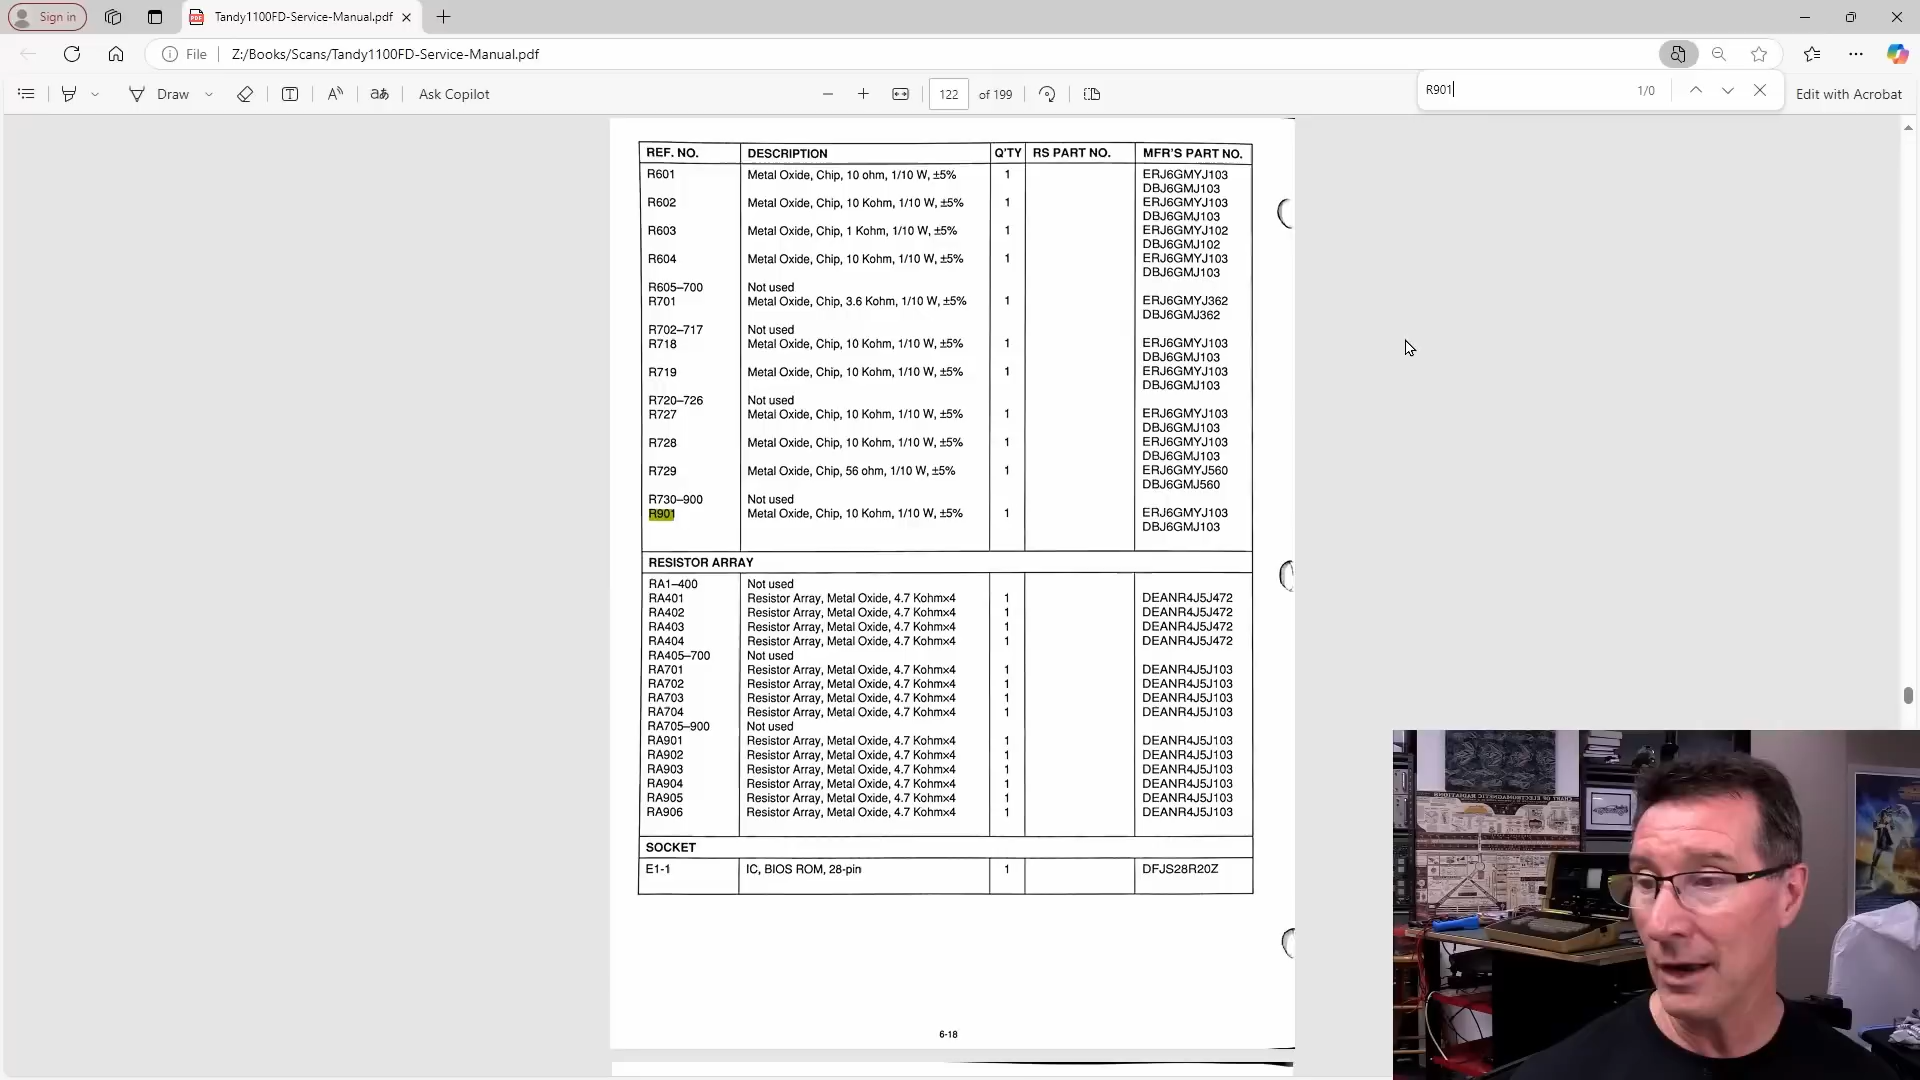 Sign in
Tandy1100FD-Service-Manual.pdf
File Z:/Books/Scans/Tandy1100FD-Service-Manual.pdf
Draw
aあ
Ask Copilot
122 of 199
R901 1/0
Edit with Acrobat
REF. NO. DESCRIPTION Q'TY RS PART NO. MFR'S PART NO.
R601 Metal Oxide, Chip, 10 ohm, 1/10 W, ±5% 1 ERJ6GMYJ103
DBJ6GMJ103
R602 Metal Oxide, Chip, 10 Kohm, 1/10 W, ±5% 1 ERJ6GMYJ103
DBJ6GMJ103
R603 Metal Oxide, Chip, 1 Kohm, 1/10 W, ±5% 1 ERJ6GMYJ102
DBJ6GMJ102
R604 Metal Oxide, Chip, 10 Kohm, 1/10 W, ±5% 1 ERJ6GMYJ103
DBJ6GMJ103
R605–700 Not used
R701 Metal Oxide, Chip, 3.6 Kohm, 1/10 W, ±5% 1 ERJ6GMYJ362
DBJ6GMJ362
R702–717 Not used
R718 Metal Oxide, Chip, 10 Kohm, 1/10 W, ±5% 1 ERJ6GMYJ103
DBJ6GMJ103
R719 Metal Oxide, Chip, 10 Kohm, 1/10 W, ±5% 1 ERJ6GMYJ103
DBJ6GMJ103
R720–726 Not used
R727 Metal Oxide, Chip, 10 Kohm, 1/10 W, ±5% 1 ERJ6GMYJ103
DBJ6GMJ103
R728 Metal Oxide, Chip, 10 Kohm, 1/10 W, ±5% 1 ERJ6GMYJ103
DBJ6GMJ103
R729 Metal Oxide, Chip, 56 ohm, 1/10 W, ±5% 1 ERJ6GMYJ560
DBJ6GMJ560
R730–900 Not used
R901 Metal Oxide, Chip, 10 Kohm, 1/10 W, ±5% 1 ERJ6GMYJ103
DBJ6GMJ103
RESISTOR ARRAY
RA1–400 Not used
RA401 Resistor Array, Metal Oxide, 4.7 Kohm×4 1 DEANR4J5J472
RA402 Resistor Array, Metal Oxide, 4.7 Kohm×4 1 DEANR4J5J472
RA403 Resistor Array, Metal Oxide, 4.7 Kohm×4 1 DEANR4J5J472
RA404 Resistor Array, Metal Oxide, 4.7 Kohm×4 1 DEANR4J5J472
RA405–700 Not used
RA701 Resistor Array, Metal Oxide, 4.7 Kohm×4 1 DEANR4J5J103
RA702 Resistor Array, Metal Oxide, 4.7 Kohm×4 1 DEANR4J5J103
RA703 Resistor Array, Metal Oxide, 4.7 Kohm×4 1 DEANR4J5J103
RA704 Resistor Array, Metal Oxide, 4.7 Kohm×4 1 DEANR4J5J103
RA705–900 Not used
RA901 Resistor Array, Metal Oxide, 4.7 Kohm×4 1 DEANR4J5J103
RA902 Resistor Array, Metal Oxide, 4.7 Kohm×4 1 DEANR4J5J103
RA903 Resistor Array, Metal Oxide, 4.7 Kohm×4 1 DEANR4J5J103
RA904 Resistor Array, Metal Oxide, 4.7 Kohm×4 1 DEANR4J5J103
RA905 Resistor Array, Metal Oxide, 4.7 Kohm×4 1 DEANR4J5J103
RA906 Resistor Array, Metal Oxide, 4.7 Kohm×4 1 DEANR4J5J103
SOCKET
E1-1 IC, BIOS ROM, 28-pin 1 DFJS28R20Z
6-18
CHART OF ELECTROMAGNETIC RADIATIONS